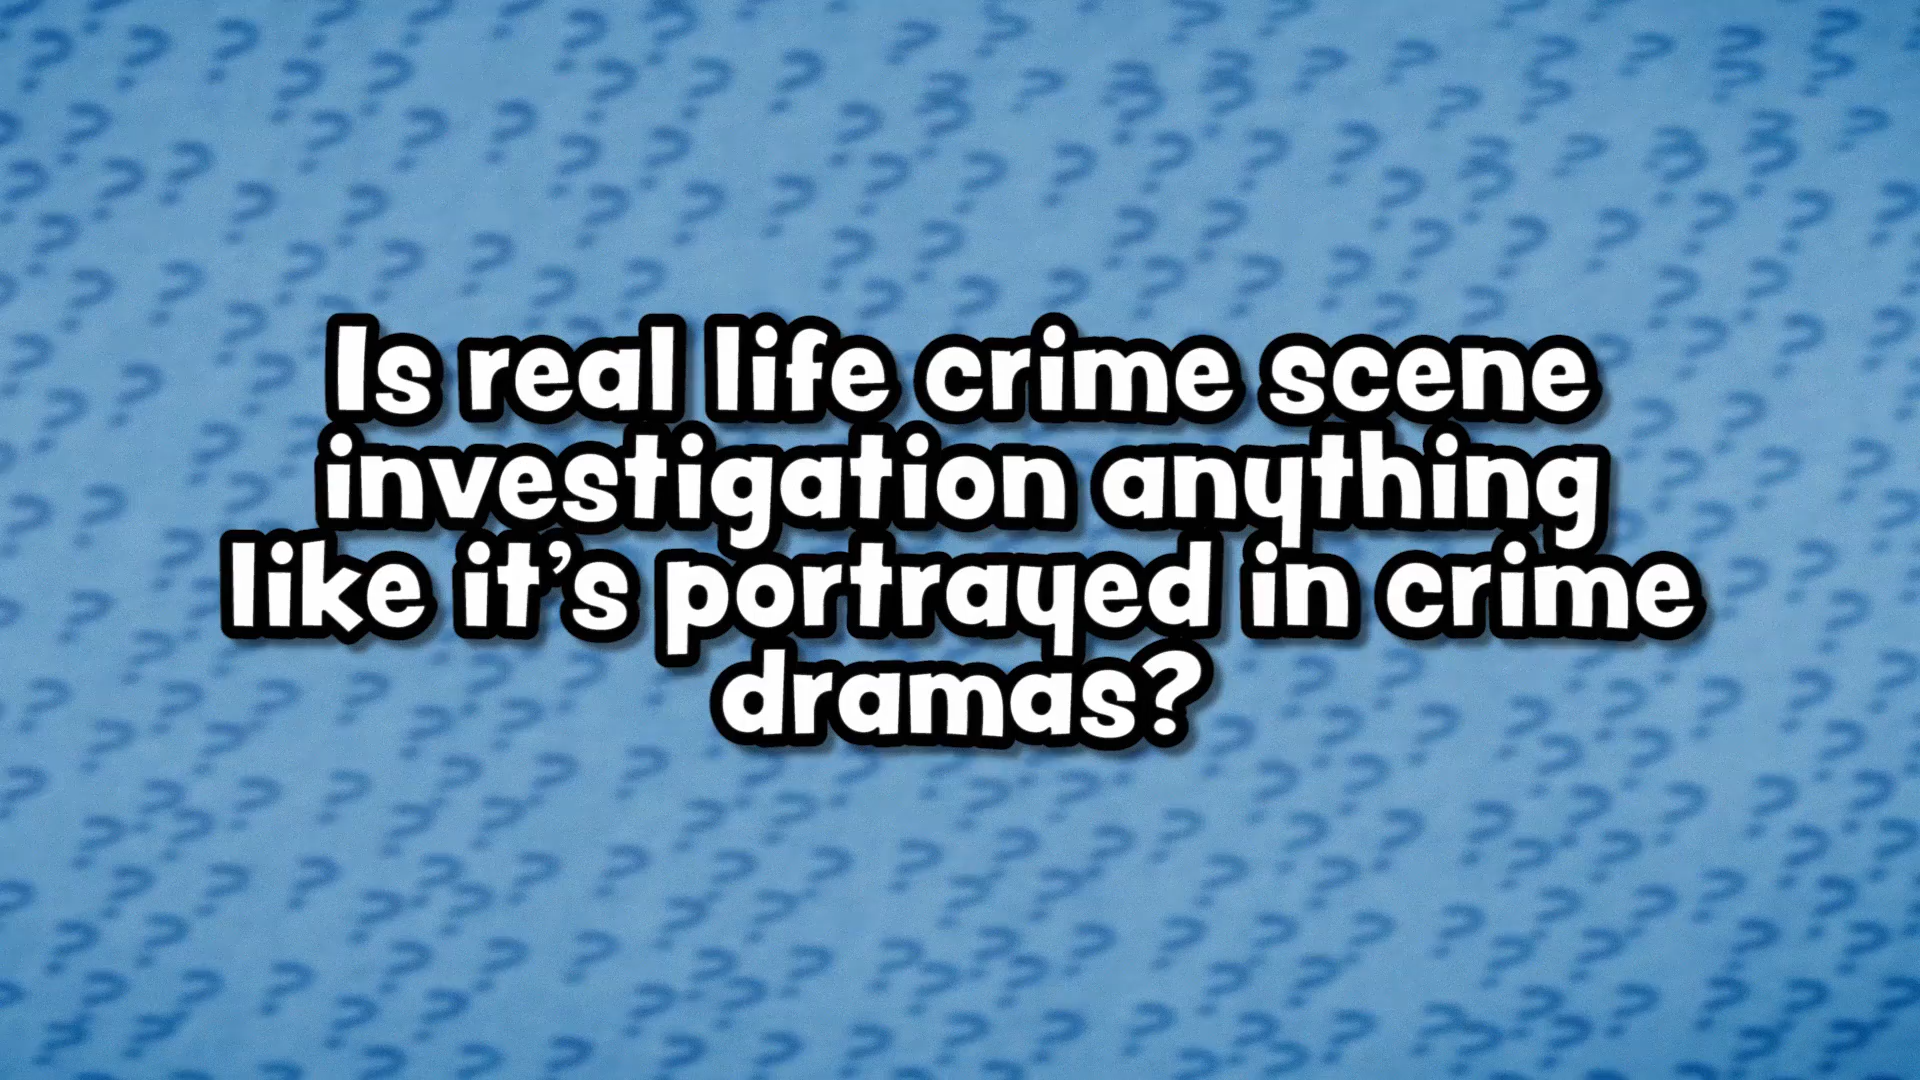 Is real life crime scene
investigation anything
like it’s portrayed in crime
dramas?